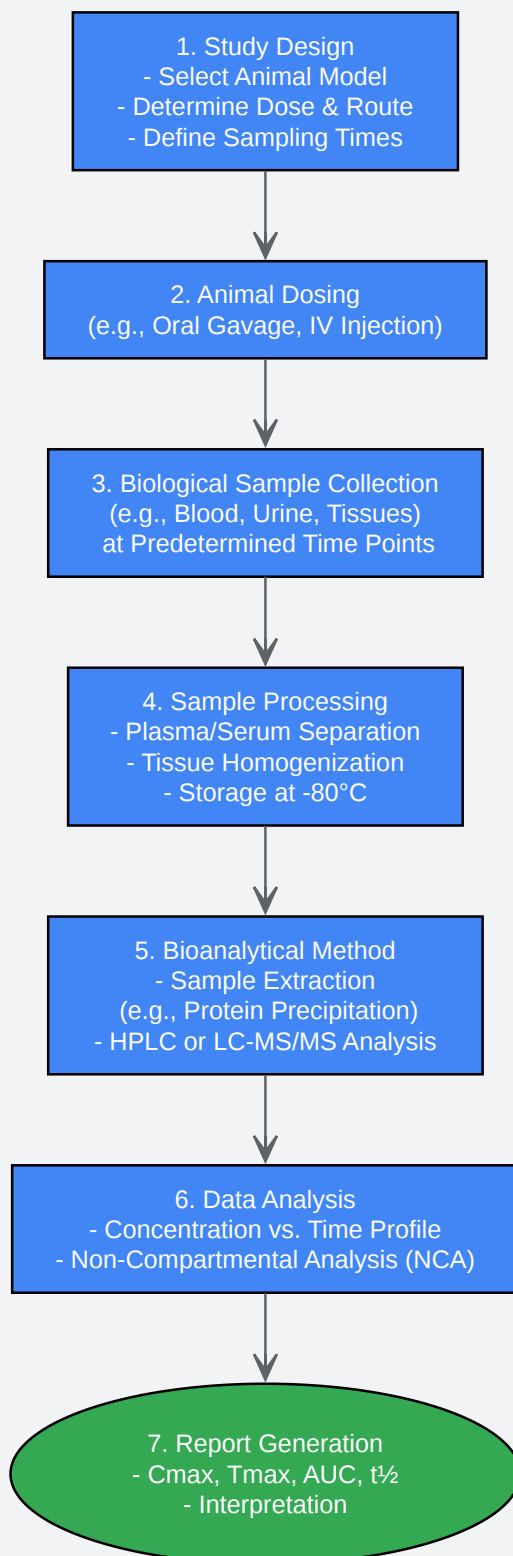 1. Study Design
- Select Animal Model
- Determine Dose & Route
- Define Sampling Times
2. Animal Dosing
(e.g., Oral Gavage, IV Injection)
3. Biological Sample Collection
(e.g., Blood, Urine, Tissues)
at Predetermined Time Points
4. Sample Processing
- Plasma/Serum Separation
- Tissue Homogenization
- Storage at -80°C
5. Bioanalytical Method
- Sample Extraction
(e.g., Protein Precipitation)
- HPLC or LC-MS/MS Analysis
6. Data Analysis
- Concentration vs. Time Profile
- Non-Compartmental Analysis (NCA)
7. Report Generation
- Cmax, Tmax, AUC, t½
- Interpretation